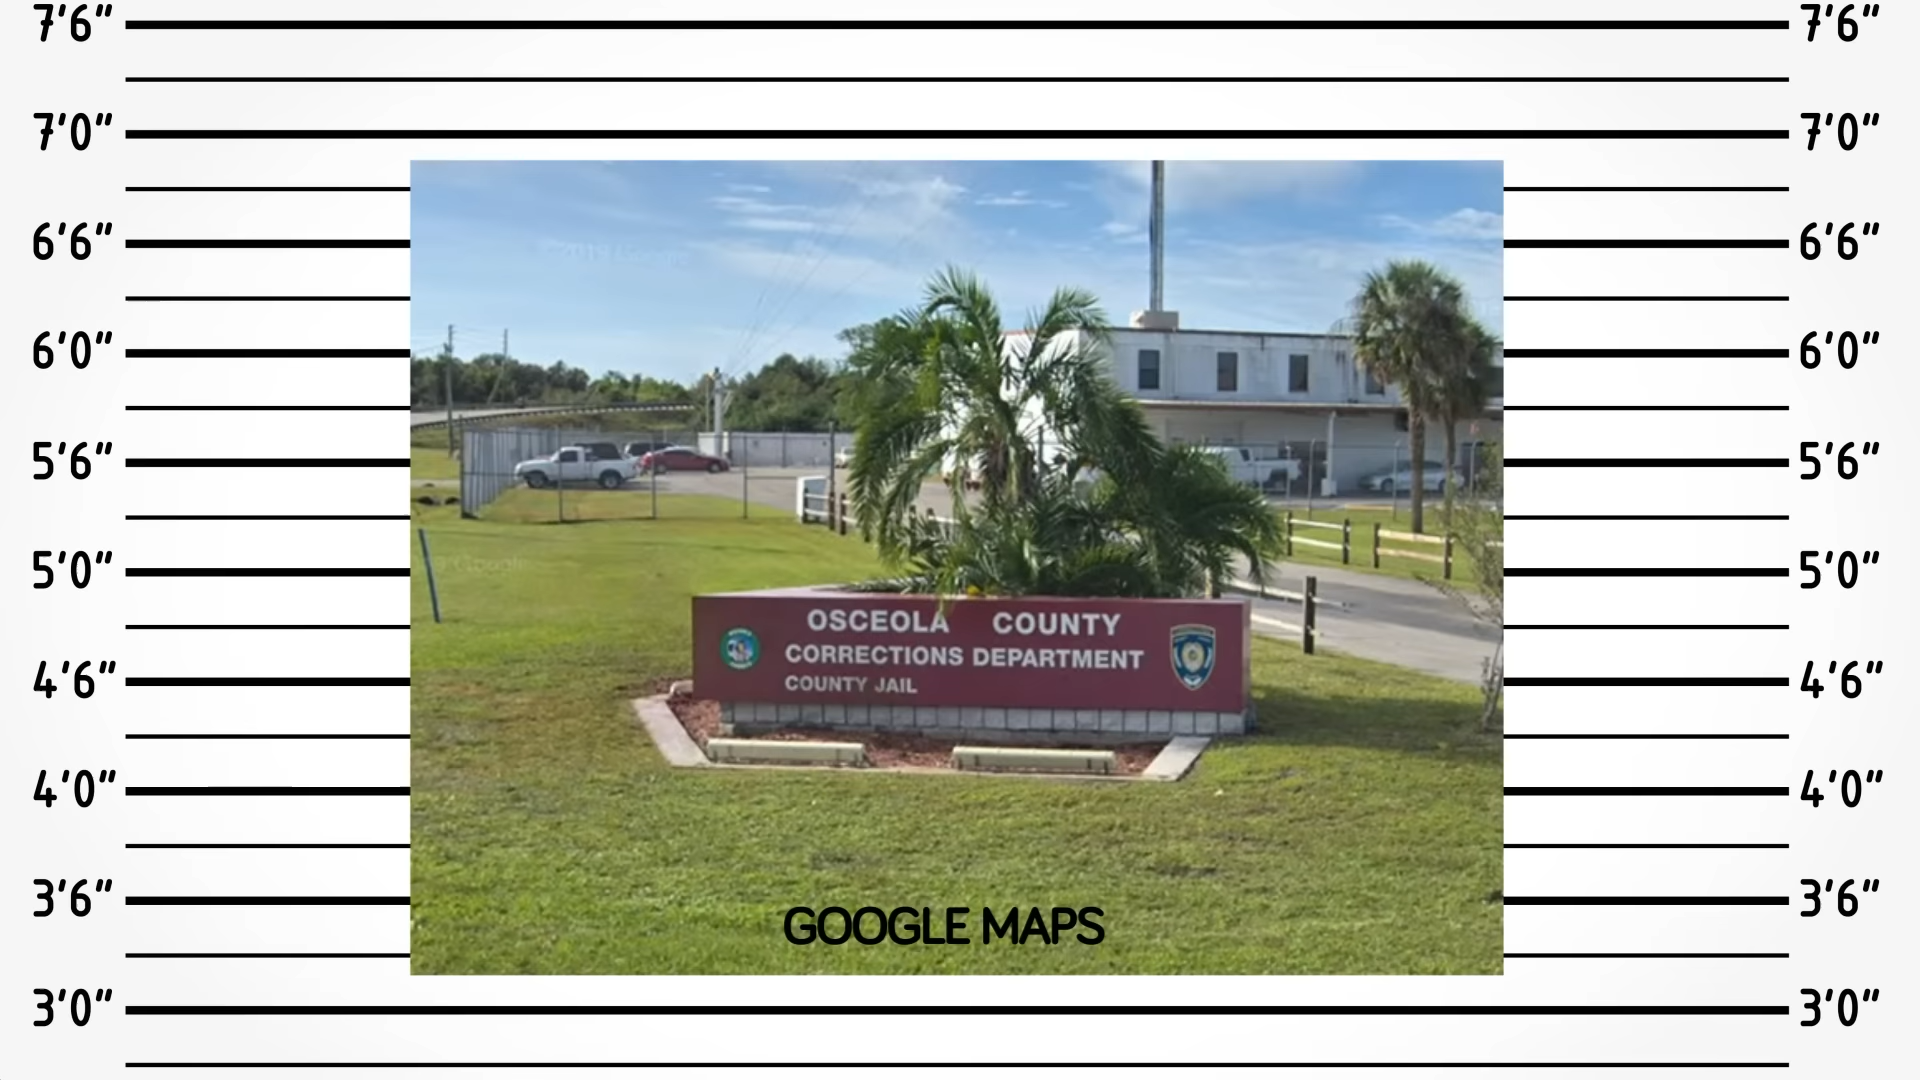 7'6" 7'6"
7'0" 7'0"
6'6" 6'6"
6'0" 6'0"
5'6" 5'6"
5'0" 5'0"
4'6" 4'6"
4'0" 4'0"
3'6" 3'6"
3'0" 3'0"
OSCEOLA COUNTY
CORRECTIONS DEPARTMENT
COUNTY JAIL
GOOGLE MAPS
Google